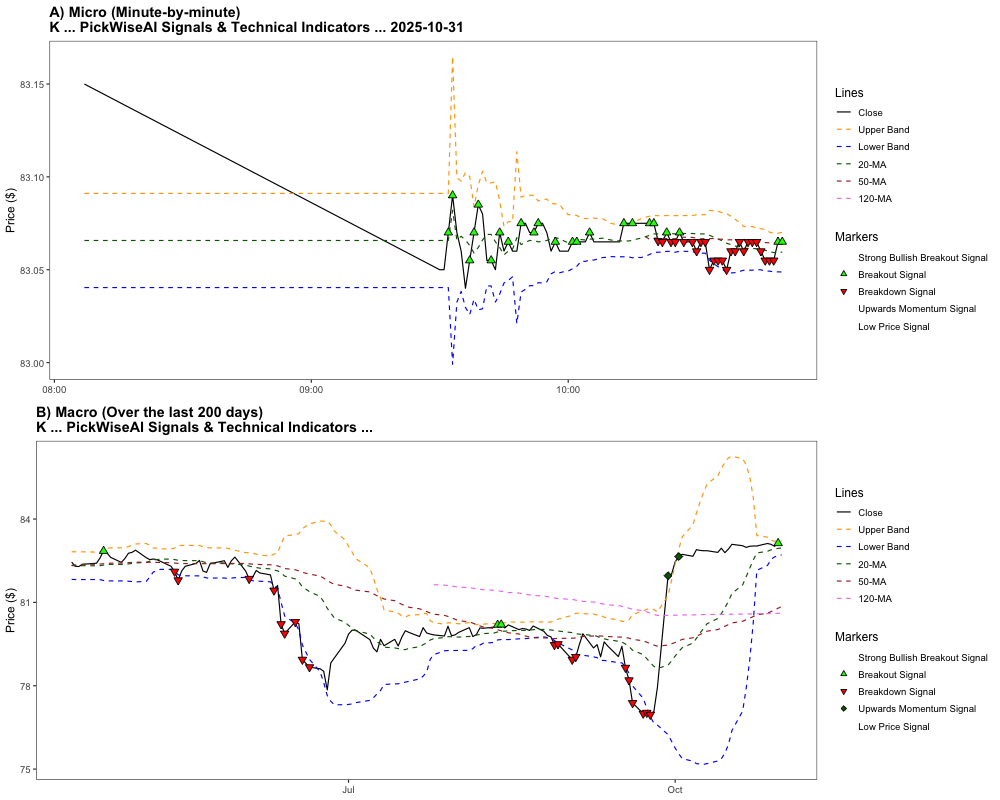 A) Micro (Minute-by-minute)
K ... PickWiseAI Signals & Technical Indicators ... 2025-10-31
Price ($)
83.15
83.10
83.05
83.00
08:00
09:00
10:00
Lines
Close
Upper Band
Lower Band
20-MA
50-MA
120-MA
Markers
Strong Bullish Breakout Signal
Breakout Signal
Breakdown Signal
Upwards Momentum Signal
Low Price Signal
B) Macro (Over the last 200 days)
K ... PickWiseAI Signals & Technical Indicators ...
Price ($)
84
81
78
75
Jul
Oct
Lines
Close
Upper Band
Lower Band
20-MA
50-MA
120-MA
Markers
Strong Bullish Breakout Signal
Breakout Signal
Breakdown Signal
Upwards Momentum Signal
Low Price Signal